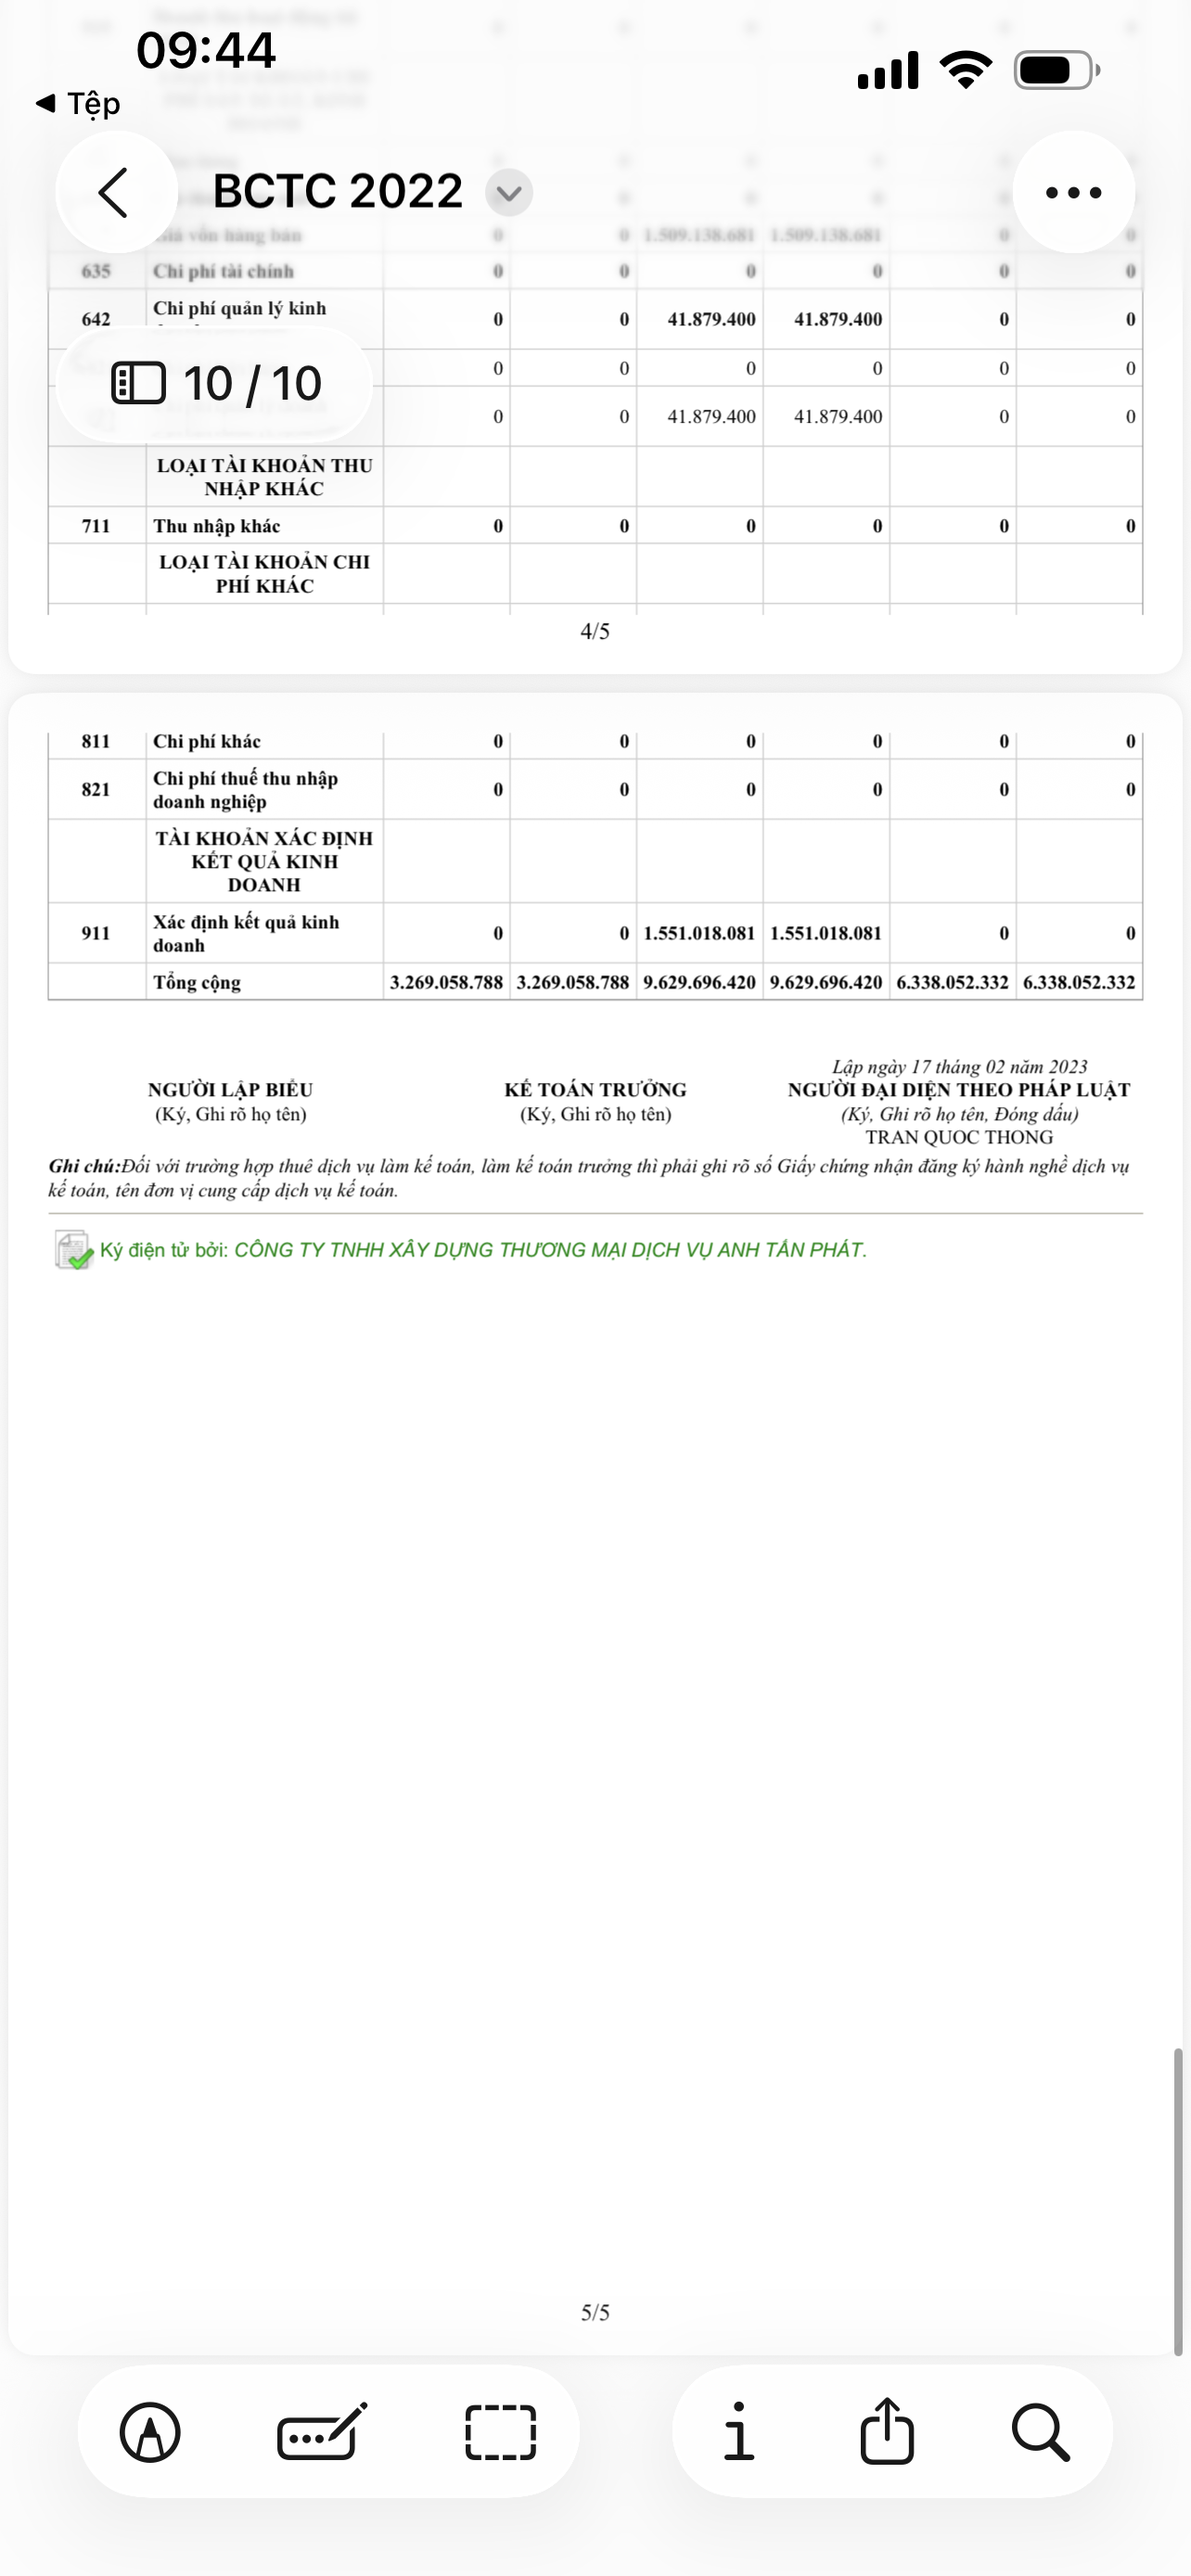 09:44
◀ Tệp
BCTC 2022
Giá vốn hàng bán 0 0 1.509.138.681 1.509.138.681 0 0
635 Chi phí tài chính 0 0 0 0 0 0
642 Chi phí quản lý kinh 0 0 41.879.400 41.879.400 0 0
10 / 10
0 0 0 0 0 0
0 0 41.879.400 41.879.400 0 0
LOẠI TÀI KHOẢN THU
NHẬP KHÁC
711 Thu nhập khác 0 0 0 0 0 0
LOẠI TÀI KHOẢN CHI
PHÍ KHÁC
4/5
811 Chi phí khác 0 0 0 0 0 0
821 Chi phí thuế thu nhập
doanh nghiệp 0 0 0 0 0 0
TÀI KHOẢN XÁC ĐỊNH
KẾT QUẢ KINH
DOANH
911 Xác định kết quả kinh
doanh 0 0 1.551.018.081 1.551.018.081 0 0
Tổng cộng 3.269.058.788 3.269.058.788 9.629.696.420 9.629.696.420 6.338.052.332 6.338.052.332
Lập ngày 17 tháng 02 năm 2023
NGƯỜI LẬP BIỂU KẾ TOÁN TRƯỞNG NGƯỜI ĐẠI DIỆN THEO PHÁP LUẬT
(Ký, Ghi rõ họ tên) (Ký, Ghi rõ họ tên) (Ký, Ghi rõ họ tên, Đóng dấu)
TRAN QUOC THONG
Ghi chú:Đối với trường hợp thuê dịch vụ làm kế toán, làm kế toán trưởng thì phải ghi rõ số Giấy chứng nhận đăng ký hành nghề dịch vụ
kế toán, tên đơn vị cung cấp dịch vụ kế toán.
Ký điện tử bởi: CÔNG TY TNHH XÂY DỰNG THƯƠNG MẠI DỊCH VỤ ANH TẤN PHÁT.
5/5